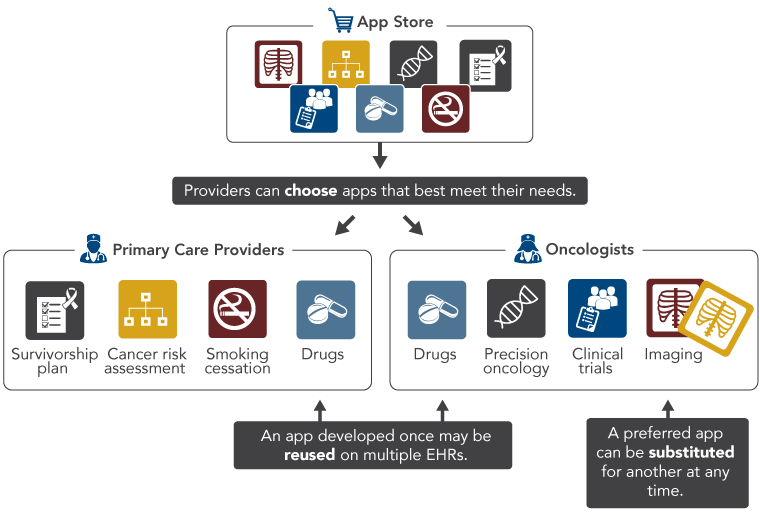 App Store
Providers can choose apps that best meet their needs.
Primary Care Providers
Survivorship
plan
Cancer risk
assessment
Smoking
cessation
Drugs
Oncologists
Drugs
Precision
oncology
Clinical
trials
Imaging
An app developed once may be
reused on multiple EHRs.
A preferred app
can be substituted
for another at any
time.